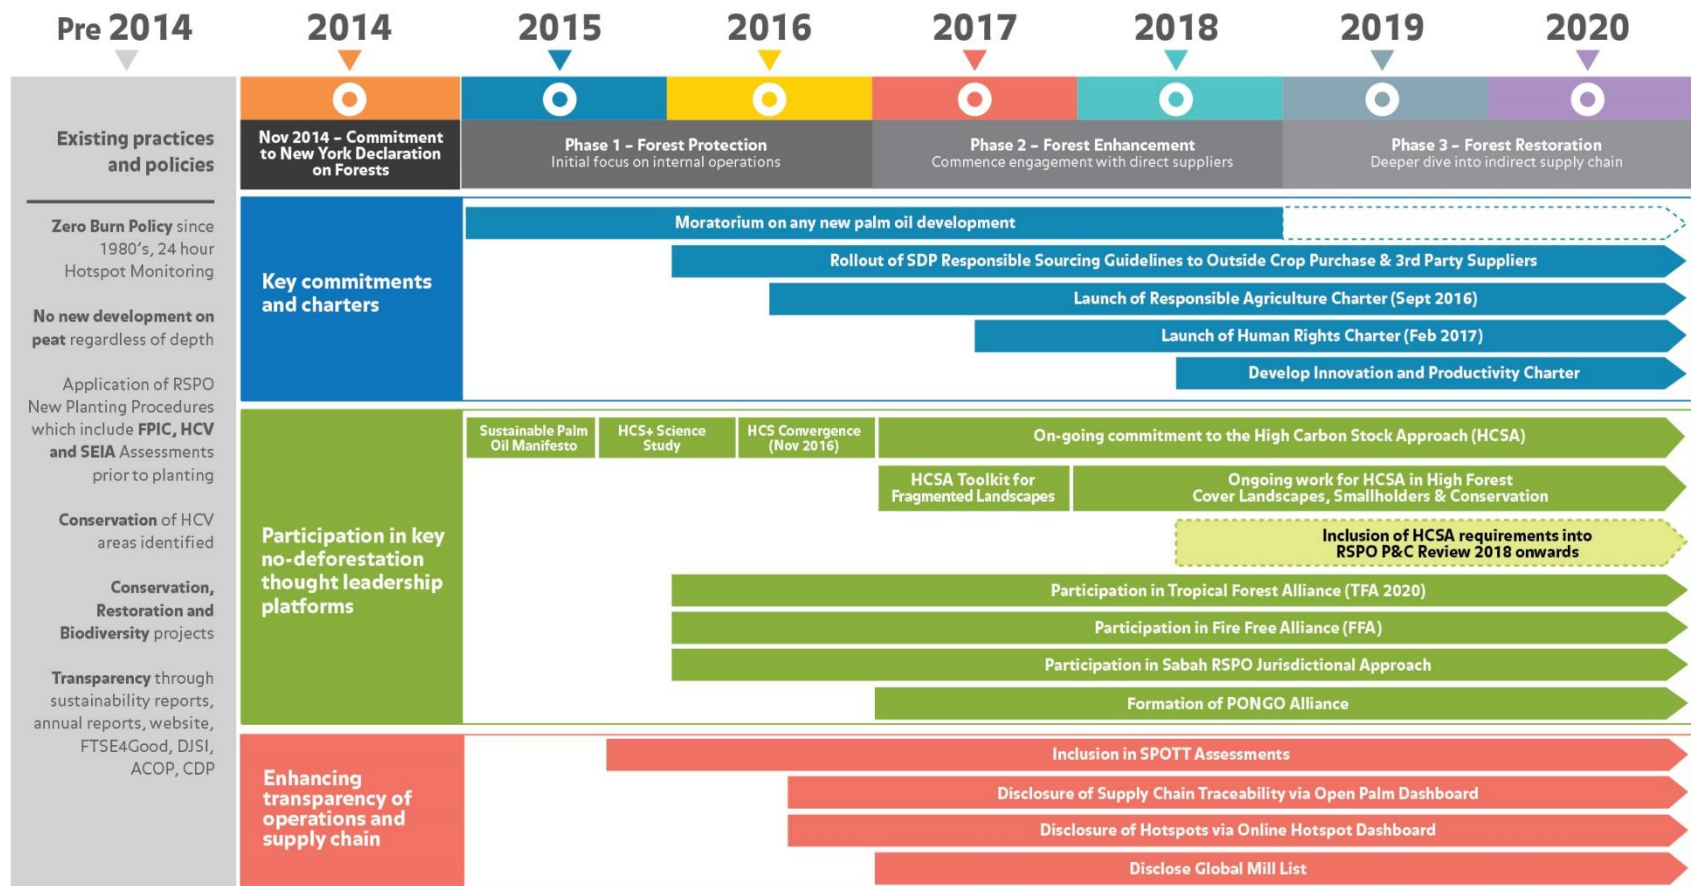 Pre 2014
2014
2015
2016
2017
2018
2019
2020
Existing practices
and policies
Zero Burn Policy since
1980's, 24 hour
Hotspot Monitoring
No new development on
peat regardless of depth
Application of RSPO
New Planting Procedures
which include FPIC, HCV
and SEIA Assessments
prior to planting
Conservation of HCV
areas identified
Conservation,
Restoration and
Biodiversity projects
Transparency through
sustainability reports,
annual reports, website,
FTSE4Good, DJSI,
ACOP, CDP
Nov 2014 – Commitment
to New York Declaration
on Forests
Phase 1 – Forest Protection
Initial focus on internal operations
Phase 2 – Forest Enhancement
Commence engagement with direct suppliers
Phase 3 – Forest Restoration
Deeper dive into indirect supply chain
Key commitments
and charters
Moratorium on any new palm oil development
Rollout of SDP Responsible Sourcing Guidelines to Outside Crop Purchase & 3rd Party Suppliers
Launch of Responsible Agriculture Charter (Sept 2016)
Launch of Human Rights Charter (Feb 2017)
Develop Innovation and Productivity Charter
Participation in key
no-deforestation
thought leadership
platforms
Sustainable Palm
Oil Manifesto
HCS+ Science
Study
HCS Convergence
(Nov 2016)
On-going commitment to the High Carbon Stock Approach (HCSA)
HCSA Toolkit for
Fragmented Landscapes
Ongoing work for HCSA in High Forest
Cover Landscapes, Smallholders & Conservation
Inclusion of HCSA requirements into
RSPO P&C Review 2018 onwards
Participation in Tropical Forest Alliance (TFA 2020)
Participation in Fire Free Alliance (FFA)
Participation in Sabah RSPO Jurisdictional Approach
Formation of PONGO Alliance
Enhancing
transparency of
operations and
supply chain
Inclusion in SPOTT Assessments
Disclosure of Supply Chain Traceability via Open Palm Dashboard
Disclosure of Hotspots via Online Hotspot Dashboard
Disclose Global Mill List